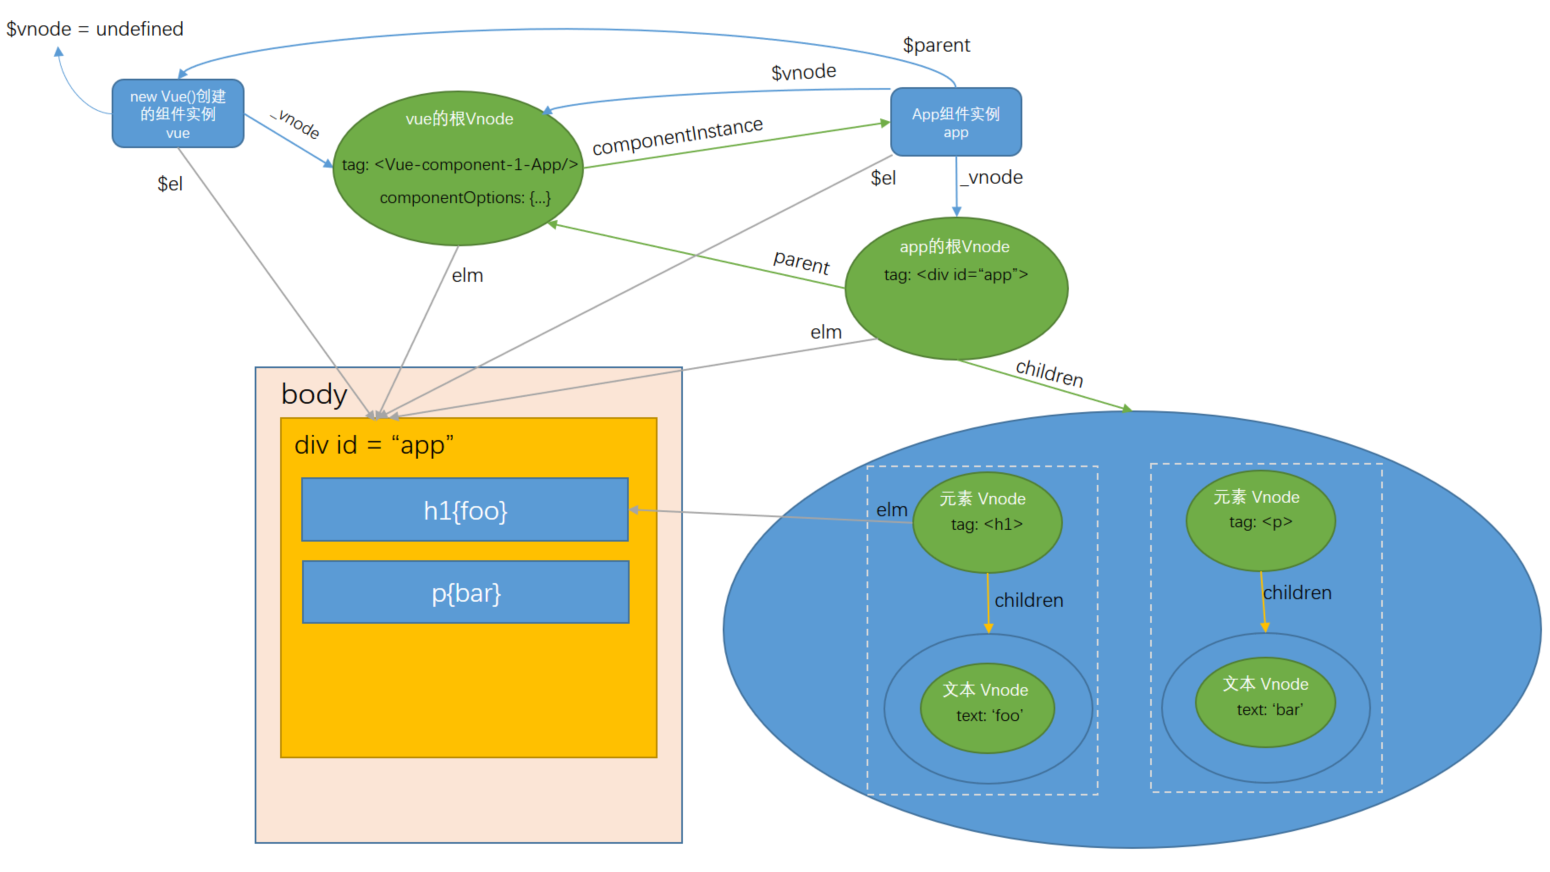 $vnode = undefined
$parent
$vnode
new Vue()创建
的组件实例
vue
_vnode
vue的根Vnode
tag: <Vue-component-1-App/>
componentOptions: {...}
componentInstance
App组件实例
app
$el
$el
_vnode
app的根Vnode
tag: <div id=“app”>
parent
elm
elm
children
body
div id = “app”
h1{foo}
p{bar}
elm
元素 Vnode
tag: <h1>
children
文本 Vnode
text: ‘foo’
元素 Vnode
tag: <p>
children
文本 Vnode
text: ‘bar’